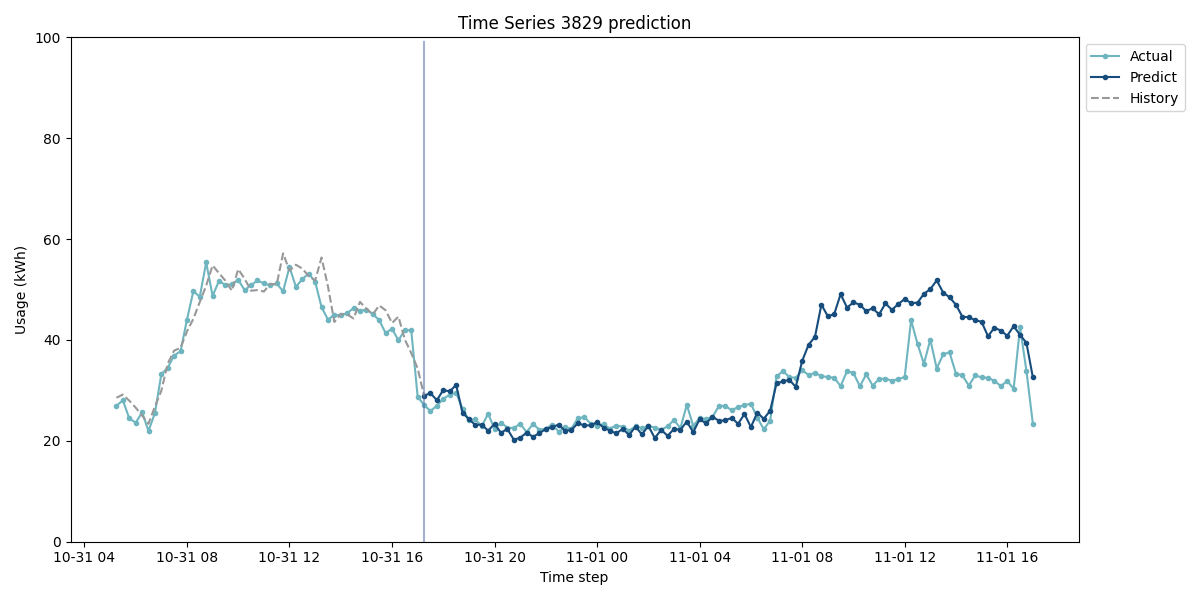 Time Series 3829 prediction
100
80
60
40
20
0
Usage (kWh)
10-31 04
10-31 08
10-31 12
10-31 16
10-31 20
11-01 00
11-01 04
11-01 08
11-01 12
11-01 16
Time step
Actual
Predict
History